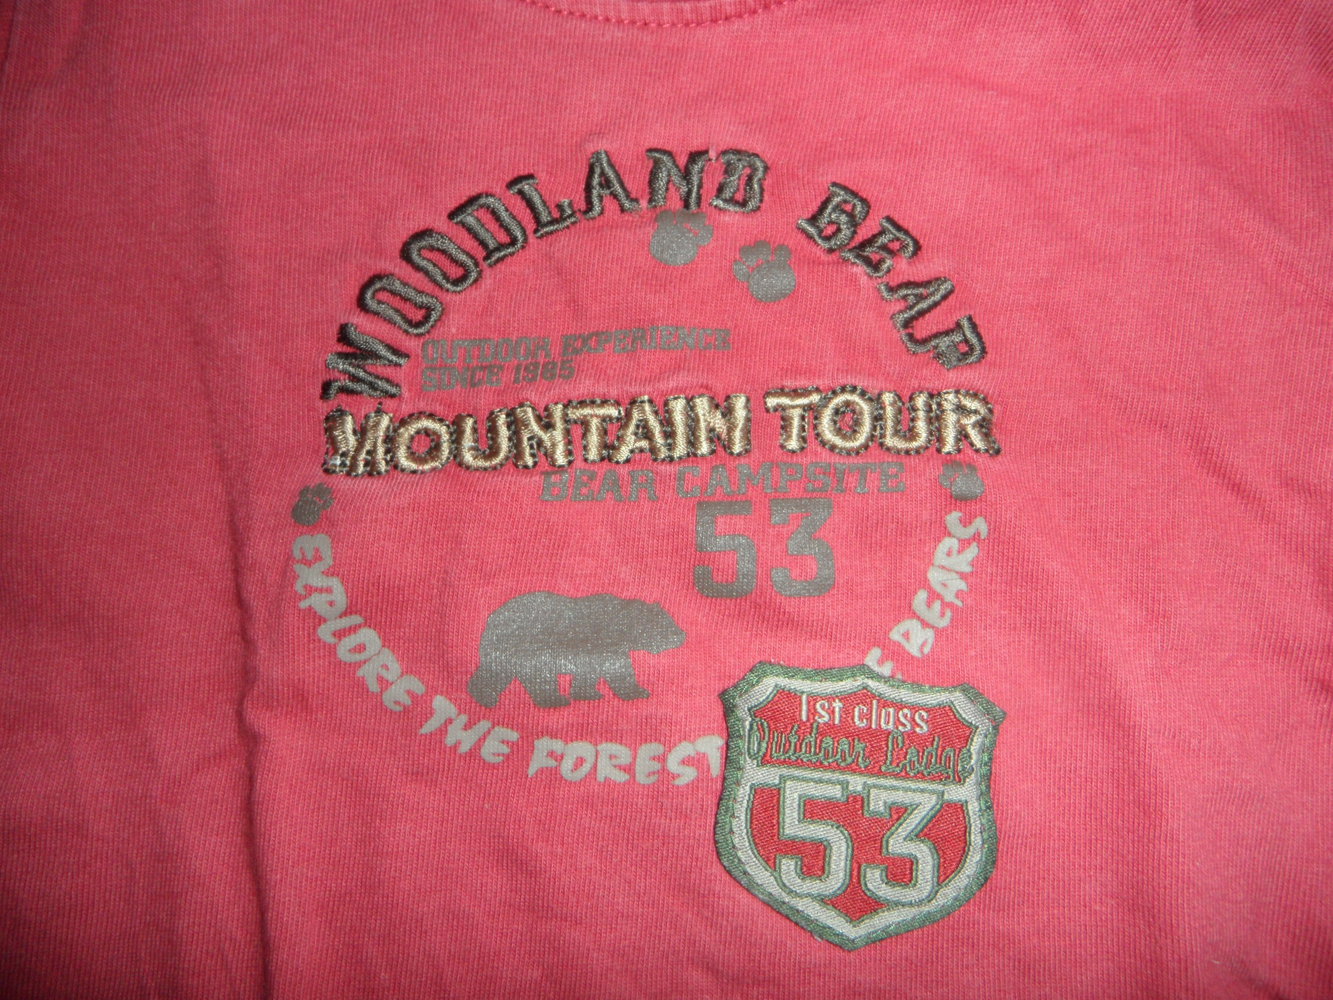 WOODLAND BEAR
OUTDOOR EXPERIENCE
SINCE 1985
MOUNTAIN TOUR
BEAR CAMPSITE
53
EXPLORE THE FOREST
BEARS
1st class
Outdoor Lodge
53